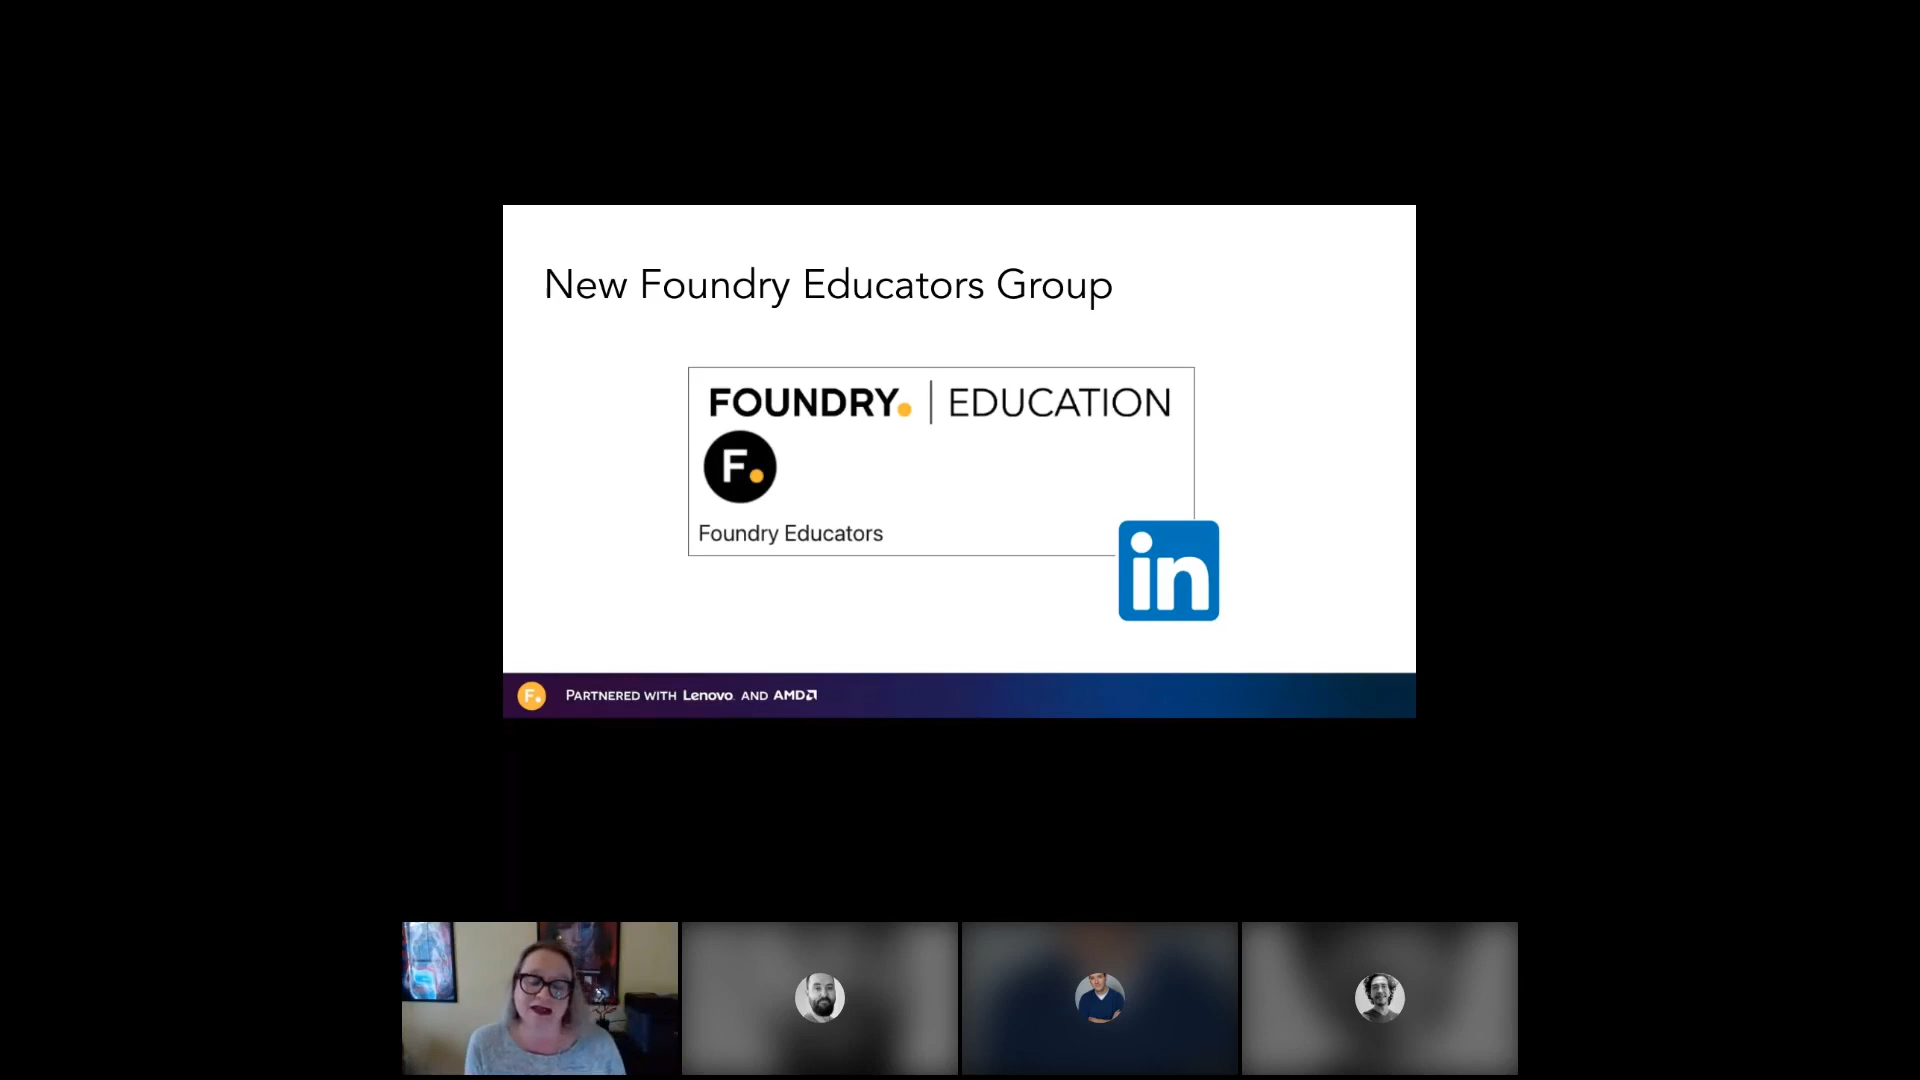 New Foundry Educators Group
FOUNDRY. | EDUCATION
F.
Foundry Educators
in
F.
PARTNERED WITH Lenovo. AND AMD